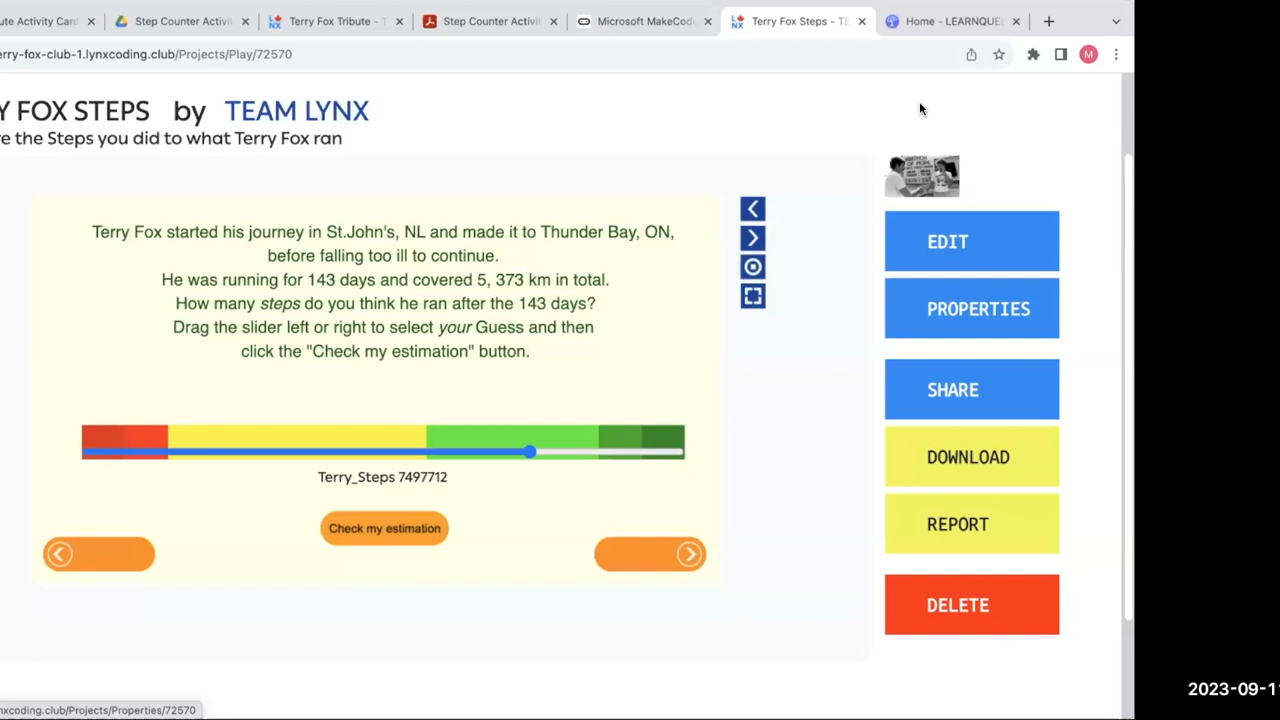 ute Activity Card
Step Counter Activi
Terry Fox Tribute - T
Step Counter Activi
Microsoft MakeCod
Terry Fox Steps - TE
Home - LEARNQUE
erry-fox-club-1.lynxcoding.club/Projects/Play/72570
M
Y FOX STEPS by TEAM LYNX
re the Steps you did to what Terry Fox ran
Terry Fox started his journey in St.John's, NL and made it to Thunder Bay, ON,
before falling too ill to continue.
He was running for 143 days and covered 5, 373 km in total.
How many steps do you think he ran after the 143 days?
Drag the slider left or right to select your Guess and then
click the "Check my estimation" button.
Terry_Steps 7497712
Check my estimation
EDIT
PROPERTIES
SHARE
DOWNLOAD
REPORT
DELETE
nxcoding.club/Projects/Properties/72570
2023-09-11